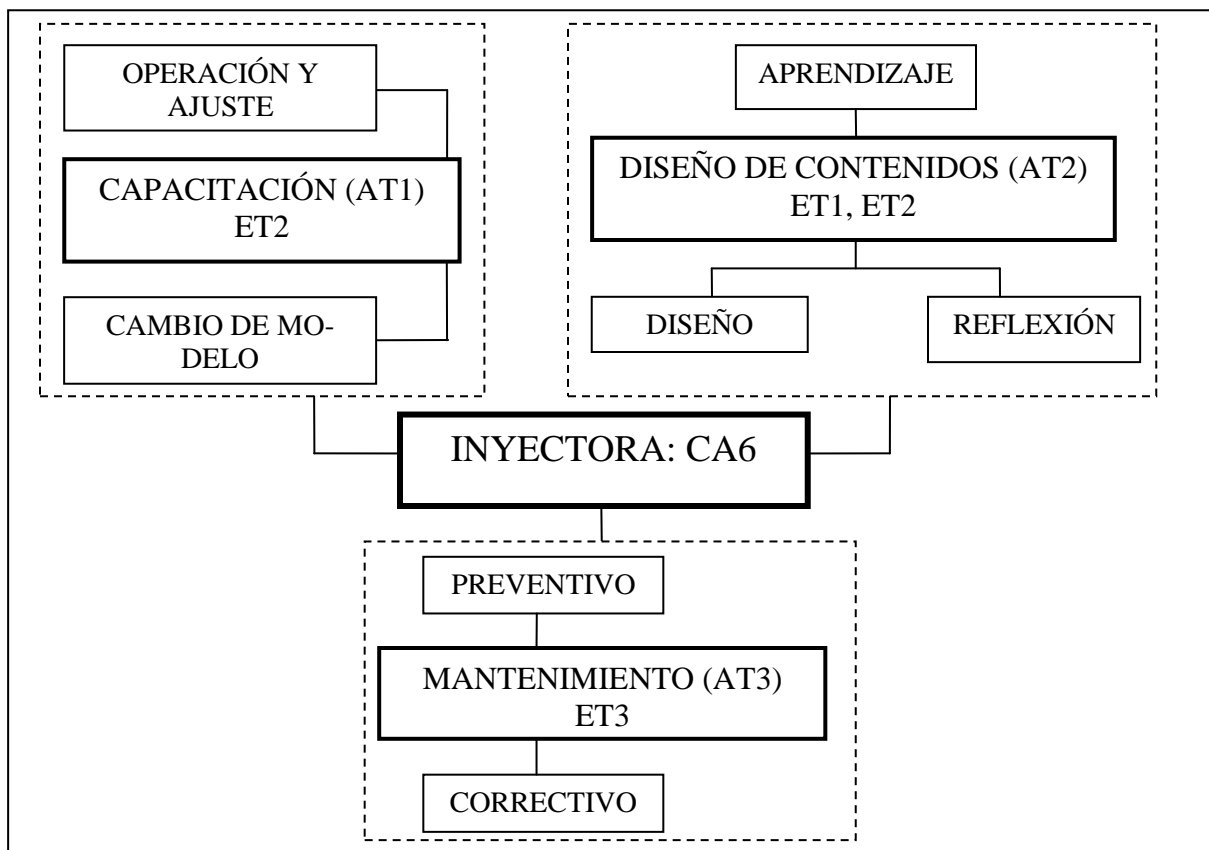 OPERACIÓN Y
AJUSTE
CAPACITACIÓN (AT1)
ET2
CAMBIO DE MO-
DELO
APRENDIZAJE
DISEÑO DE CONTENIDOS (AT2)
ET1, ET2
DISEÑO
REFLEXIÓN
INYECTORA: CA6
PREVENTIVO
MANTENIMIENTO (AT3)
ET3
CORRECTIVO